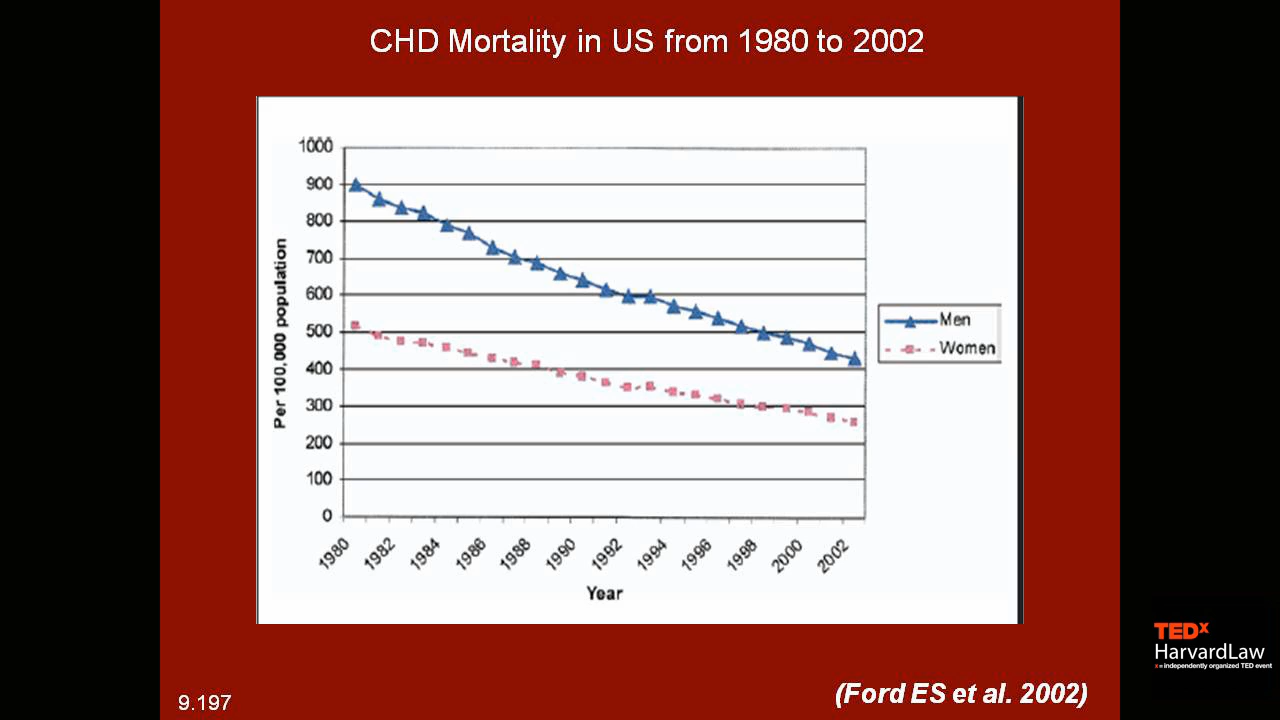 CHD Mortality in US from 1980 to 2002
1000
900
800
700
600
500
400
300
200
100
0
Per 100,000 population
1980
1982
1984
1986
1988
1990
1992
1994
1996
1998
2000
2002
Year
Men
Women
TEDx
HarvardLaw
x = independently organized TED event
(Ford ES et al. 2002)
9.197